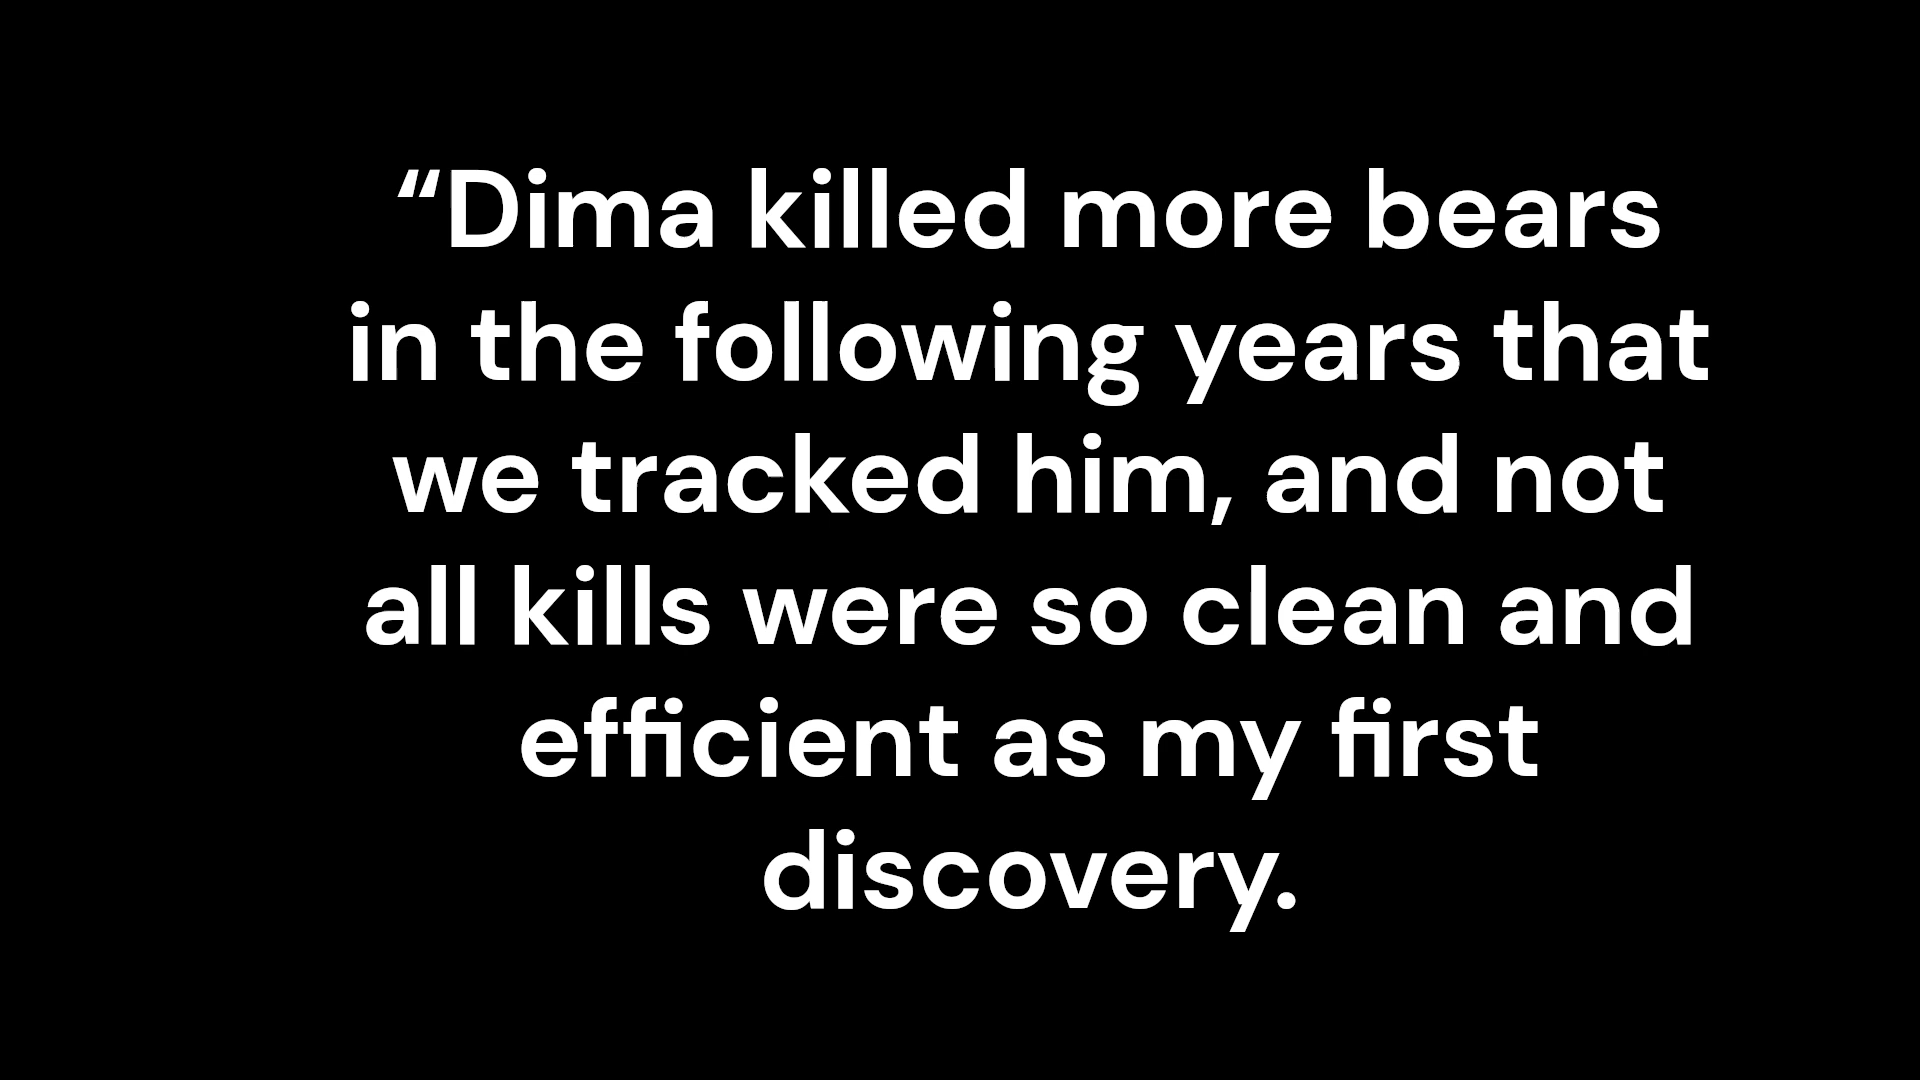 “Dima killed more bears
in the following years that
we tracked him, and not
all kills were so clean and
efficient as my first
discovery.